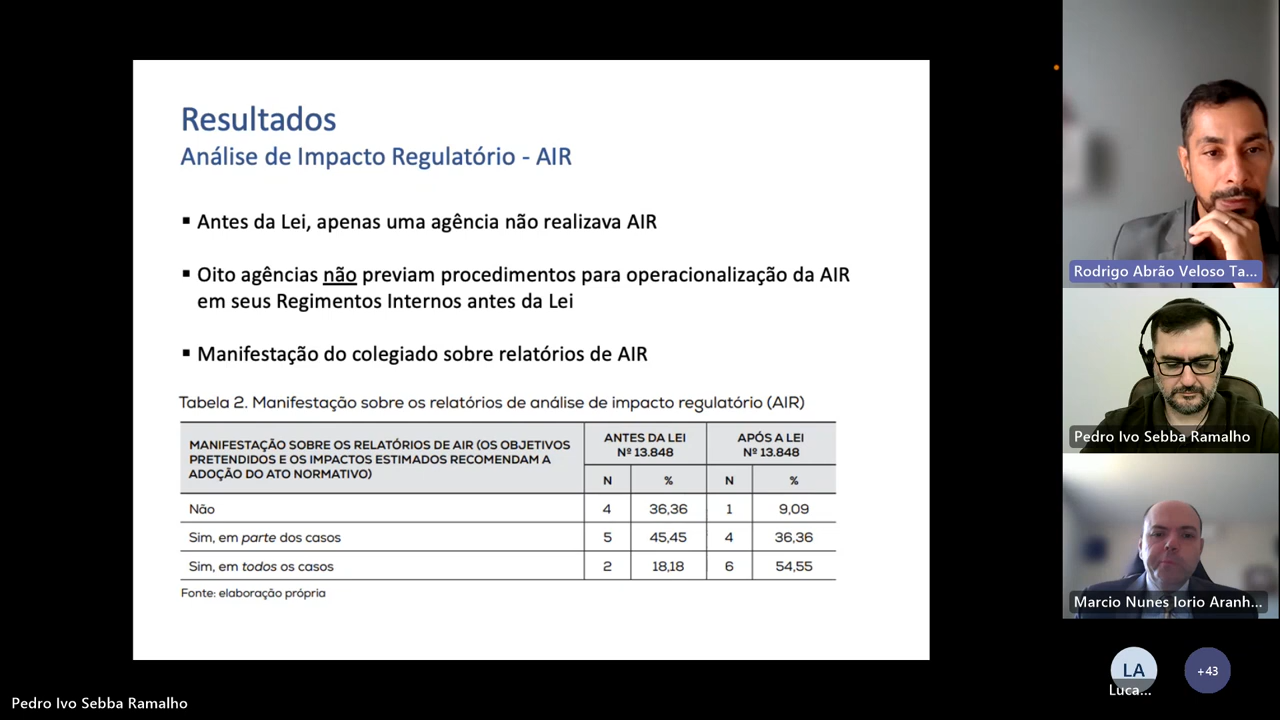 Resultados
Análise de Impacto Regulatório - AIR
▪ Antes da Lei, apenas uma agência não realizava AIR
▪ Oito agências não previam procedimentos para operacionalização da AIR
em seus Regimentos Internos antes da Lei
▪ Manifestação do colegiado sobre relatórios de AIR
Tabela 2. Manifestação sobre os relatórios de análise de impacto regulatório (AIR)
MANIFESTAÇÃO SOBRE OS RELATÓRIOS DE AIR (OS OBJETIVOS
PRETENDIDOS E OS IMPACTOS ESTIMADOS RECOMENDAM A
ADOÇÃO DO ATO NORMATIVO)
ANTES DA LEI
Nº 13.848
APÓS A LEI
Nº 13.848
N % N %
Não 4 36,36 1 9,09
Sim, em parte dos casos 5 45,45 4 36,36
Sim, em todos os casos 2 18,18 6 54,55
Fonte: elaboração própria
Rodrigo Abrão Veloso Ta...
Pedro Ivo Sebba Ramalho
Marcio Nunes Iorio Aranh...
LA
Luca...
+43
Pedro Ivo Sebba Ramalho